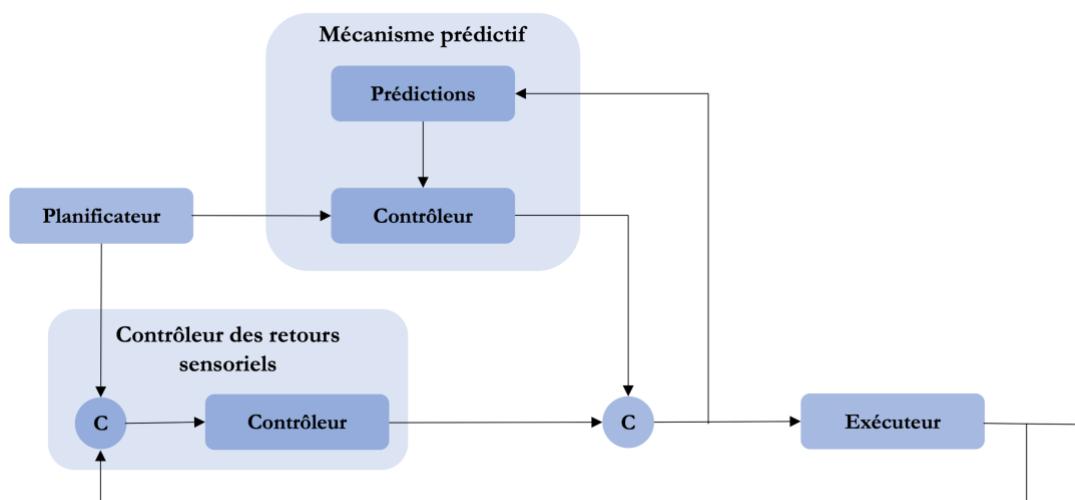 Mécanisme prédictif
Prédictions
Planificateur
Contrôleur
Contrôleur des retours
sensoriels
C
Contrôleur
C
Exécuteur